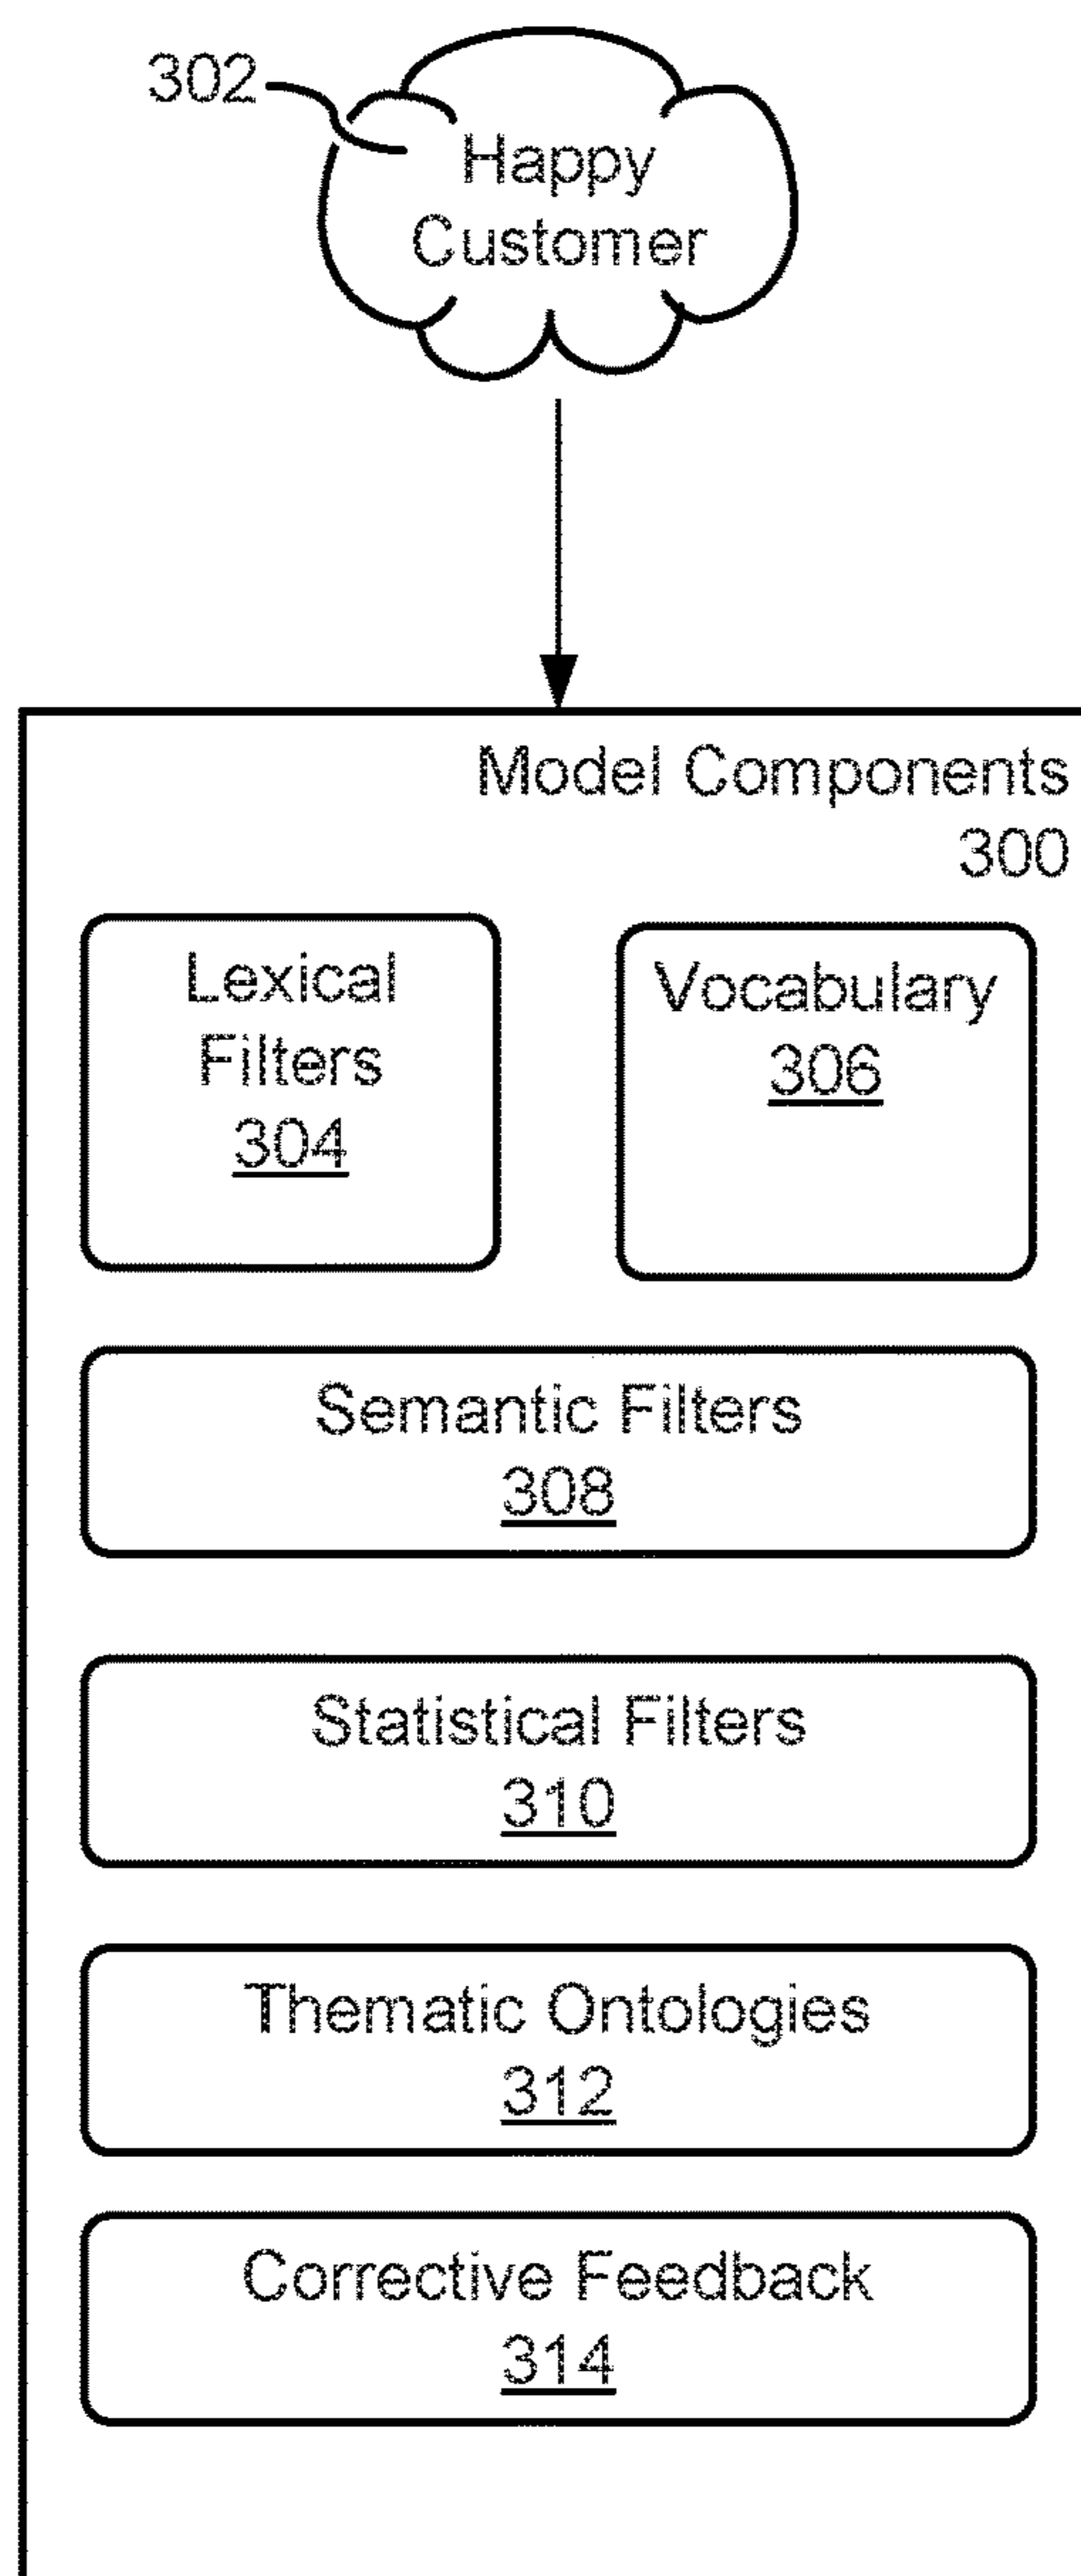 302
Happy
Customer
Model Components
300
Lexical
Filters
304
Vocabulary
306
Semantic Filters
308
Statistical Filters
310
Thematic Ontologies
312
Corrective Feedback
314